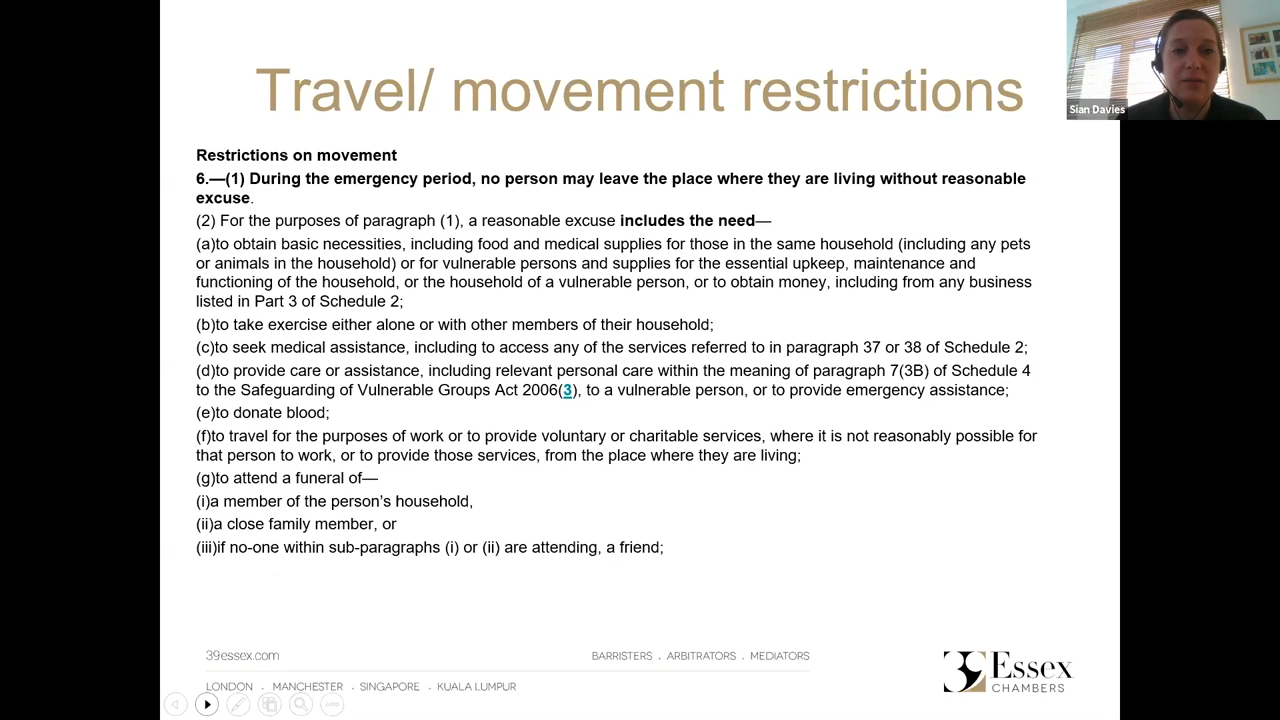 Travel/ movement restrictions
Sian Davies
Restrictions on movement
6.—(1) During the emergency period, no person may leave the place where they are living without reasonable
excuse.
(2) For the purposes of paragraph (1), a reasonable excuse includes the need—
(a)to obtain basic necessities, including food and medical supplies for those in the same household (including any pets
or animals in the household) or for vulnerable persons and supplies for the essential upkeep, maintenance and
functioning of the household, or the household of a vulnerable person, or to obtain money, including from any business
listed in Part 3 of Schedule 2;
(b)to take exercise either alone or with other members of their household;
(c)to seek medical assistance, including to access any of the services referred to in paragraph 37 or 38 of Schedule 2;
(d)to provide care or assistance, including relevant personal care within the meaning of paragraph 7(3B) of Schedule 4
to the Safeguarding of Vulnerable Groups Act 2006(3), to a vulnerable person, or to provide emergency assistance;
(e)to donate blood;
(f)to travel for the purposes of work or to provide voluntary or charitable services, where it is not reasonably possible for
that person to work, or to provide those services, from the place where they are living;
(g)to attend a funeral of—
(i)a member of the person's household,
(ii)a close family member, or
(iii)if no-one within sub-paragraphs (i) or (ii) are attending, a friend;
39essex.com
BARRISTERS . ARBITRATORS . MEDIATORS
LONDON . MANCHESTER . SINGAPORE . KUALA LUMPUR
39 Essex
CHAMBERS